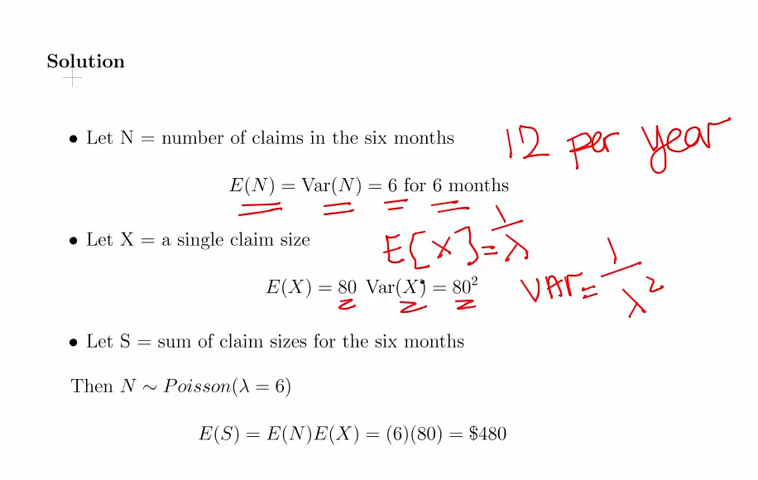 Solution
• Let N = number of claims in the six months
12 per year
E(N) = Var(N) = 6 for 6 months
• Let X = a single claim size
E[X] = 1/λ
E(X) = 80 Var(X) = 80²
VAR = 1/λ²
• Let S = sum of claim sizes for the six months
Then N ∼ Poisson(λ = 6)
E(S) = E(N)E(X) = (6)(80) = $480